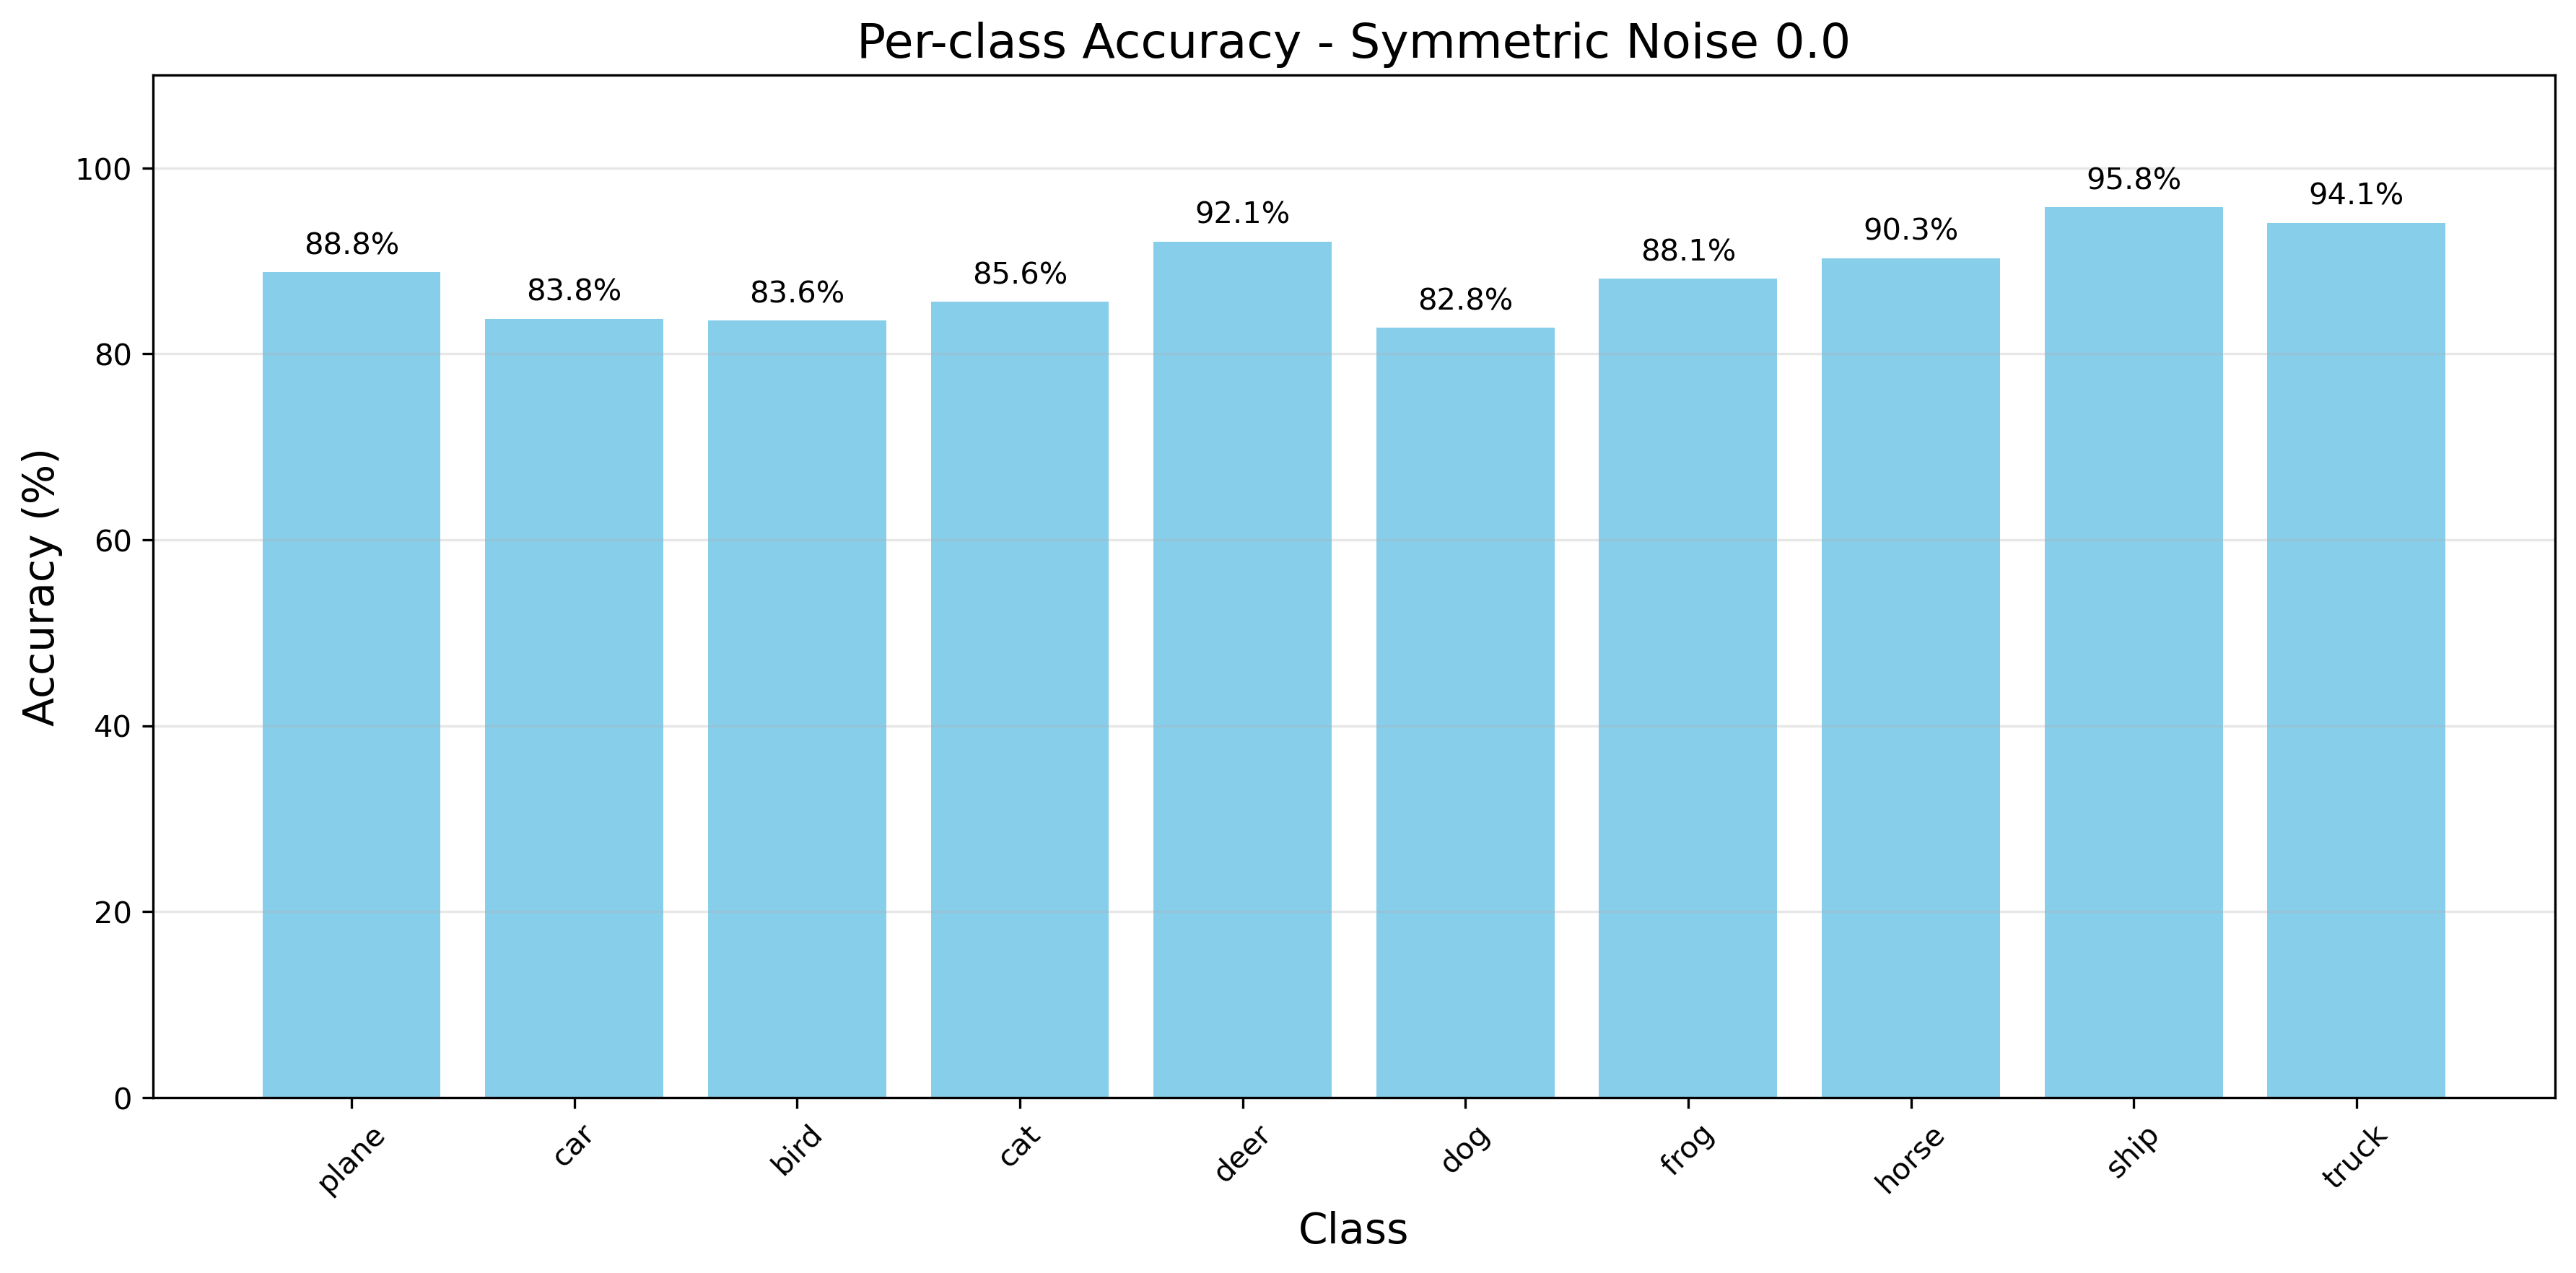 Per-class Accuracy - Symmetric Noise 0.0
Accuracy (%)
100
80
60
40
20
0
88.8%
83.8%
83.6%
85.6%
92.1%
82.8%
88.1%
90.3%
95.8%
94.1%
plane
car
bird
cat
deer
dog
frog
horse
ship
truck
Class